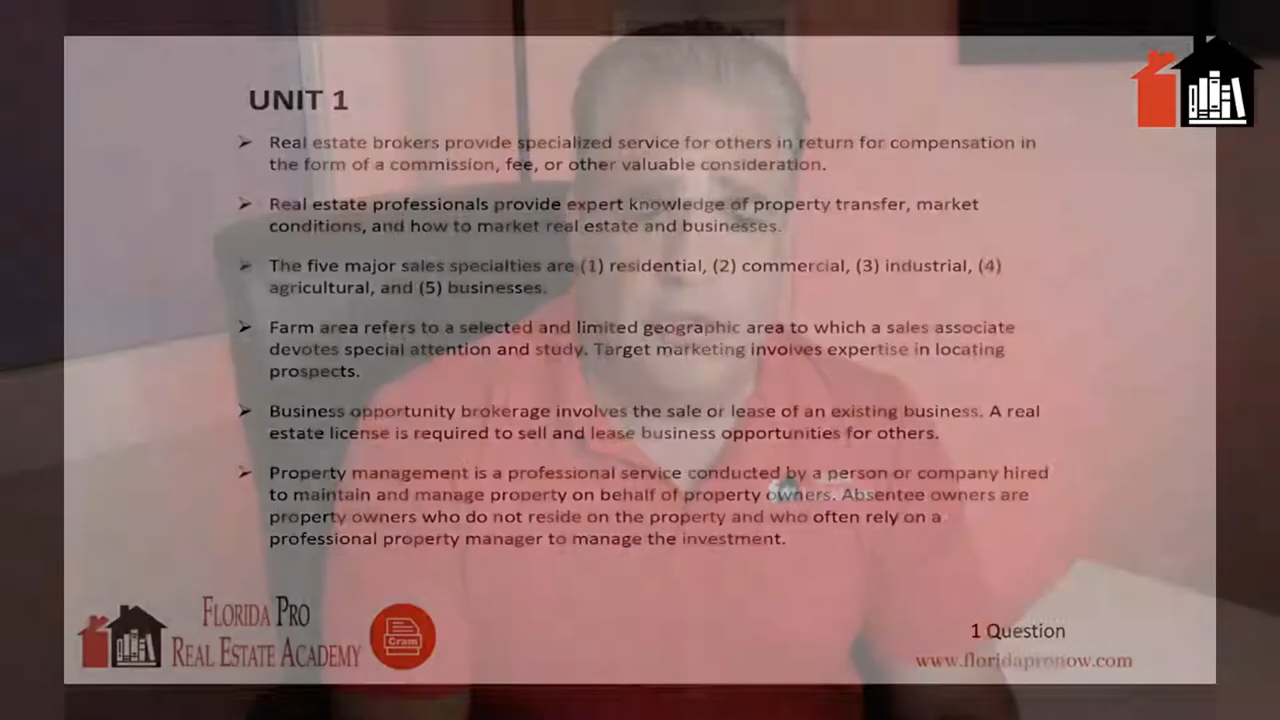 UNIT 1
Real estate brokers provide specialized service for others in return for compensation in
the form of a commission, fee, or other valuable consideration.
Real estate professionals provide expert knowledge of property transfer, market
conditions, and how to market real estate and businesses.
The five major sales specialties are (1) residential, (2) commercial, (3) industrial, (4)
agricultural, and (5) businesses.
Farm area refers to a selected and limited geographic area to which a sales associate
devotes special attention and study. Target marketing involves expertise in locating
prospects.
Business opportunity brokerage involves the sale or lease of an existing business. A real
estate license is required to sell and lease business opportunities for others.
Property management is a professional service conducted by a person or company hired
to maintain and manage property on behalf of property owners. Absentee owners are
property owners who do not reside on the property and who often rely on a
professional property manager to manage the investment.
FLORIDA PRO
REAL ESTATE ACADEMY
Cram
1 Question
www.floridapronow.com